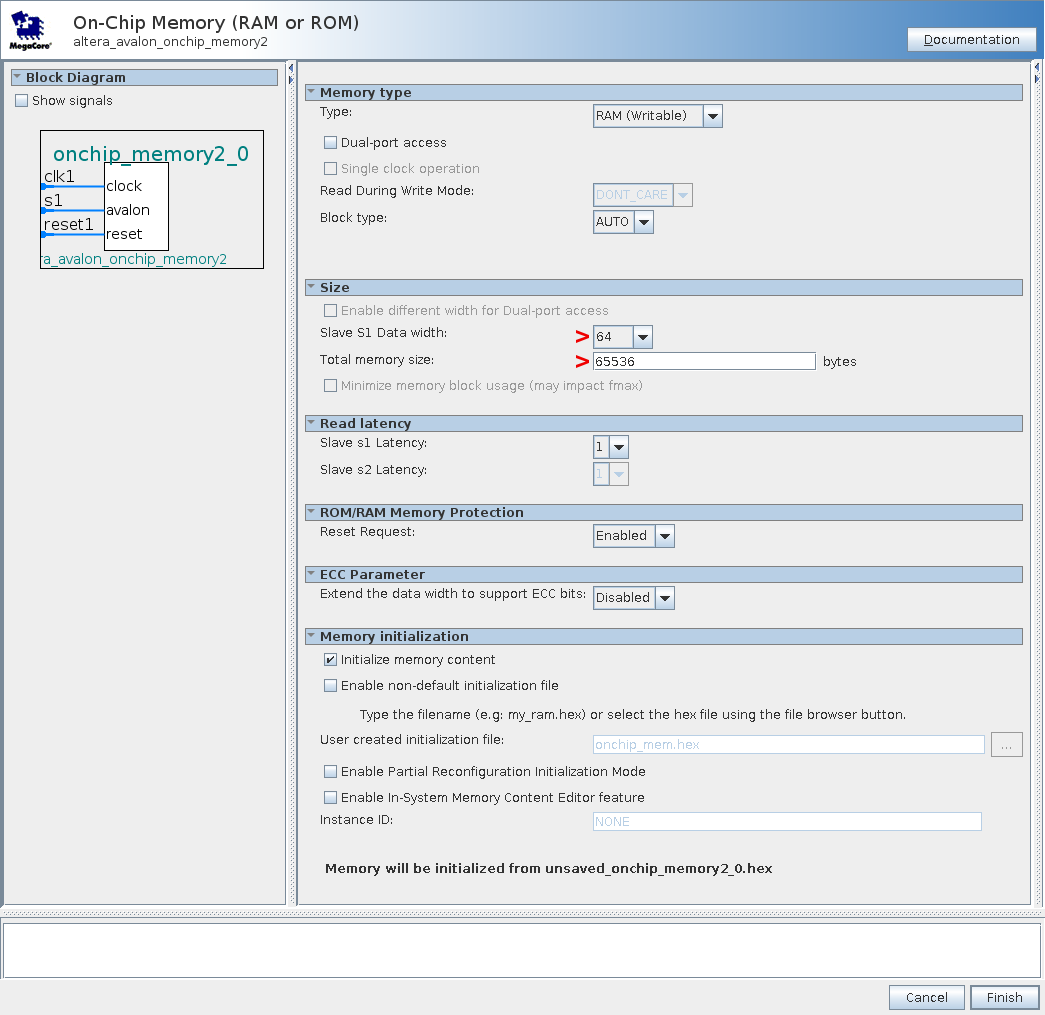 On-Chip Memory (RAM or ROM)
altera_avalon_onchip_memory2
MegaCore®
Documentation
Block Diagram
Show signals
onchip_memory2_0
clk1
clock
s1
avalon
reset1
reset
ra_avalon_onchip_memory2
Memory type
Type: RAM (Writable)
Dual-port access
Single clock operation
Read During Write Mode: DONT_CARE
Block type: AUTO
Size
Enable different width for Dual-port access
Slave S1 Data width: > 64
Total memory size: > 65536 bytes
Minimize memory block usage (may impact fmax)
Read latency
Slave s1 Latency: 1
Slave s2 Latency: 1
ROM/RAM Memory Protection
Reset Request: Enabled
ECC Parameter
Extend the data width to support ECC bits: Disabled
Memory initialization
Initialize memory content
Enable non-default initialization file
Type the filename (e.g: my_ram.hex) or select the hex file using the file browser button.
User created initialization file: onchip_mem.hex ...
Enable Partial Reconfiguration Initialization Mode
Enable In-System Memory Content Editor feature
Instance ID: NONE
Memory will be initialized from unsaved_onchip_memory2_0.hex
Cancel Finish